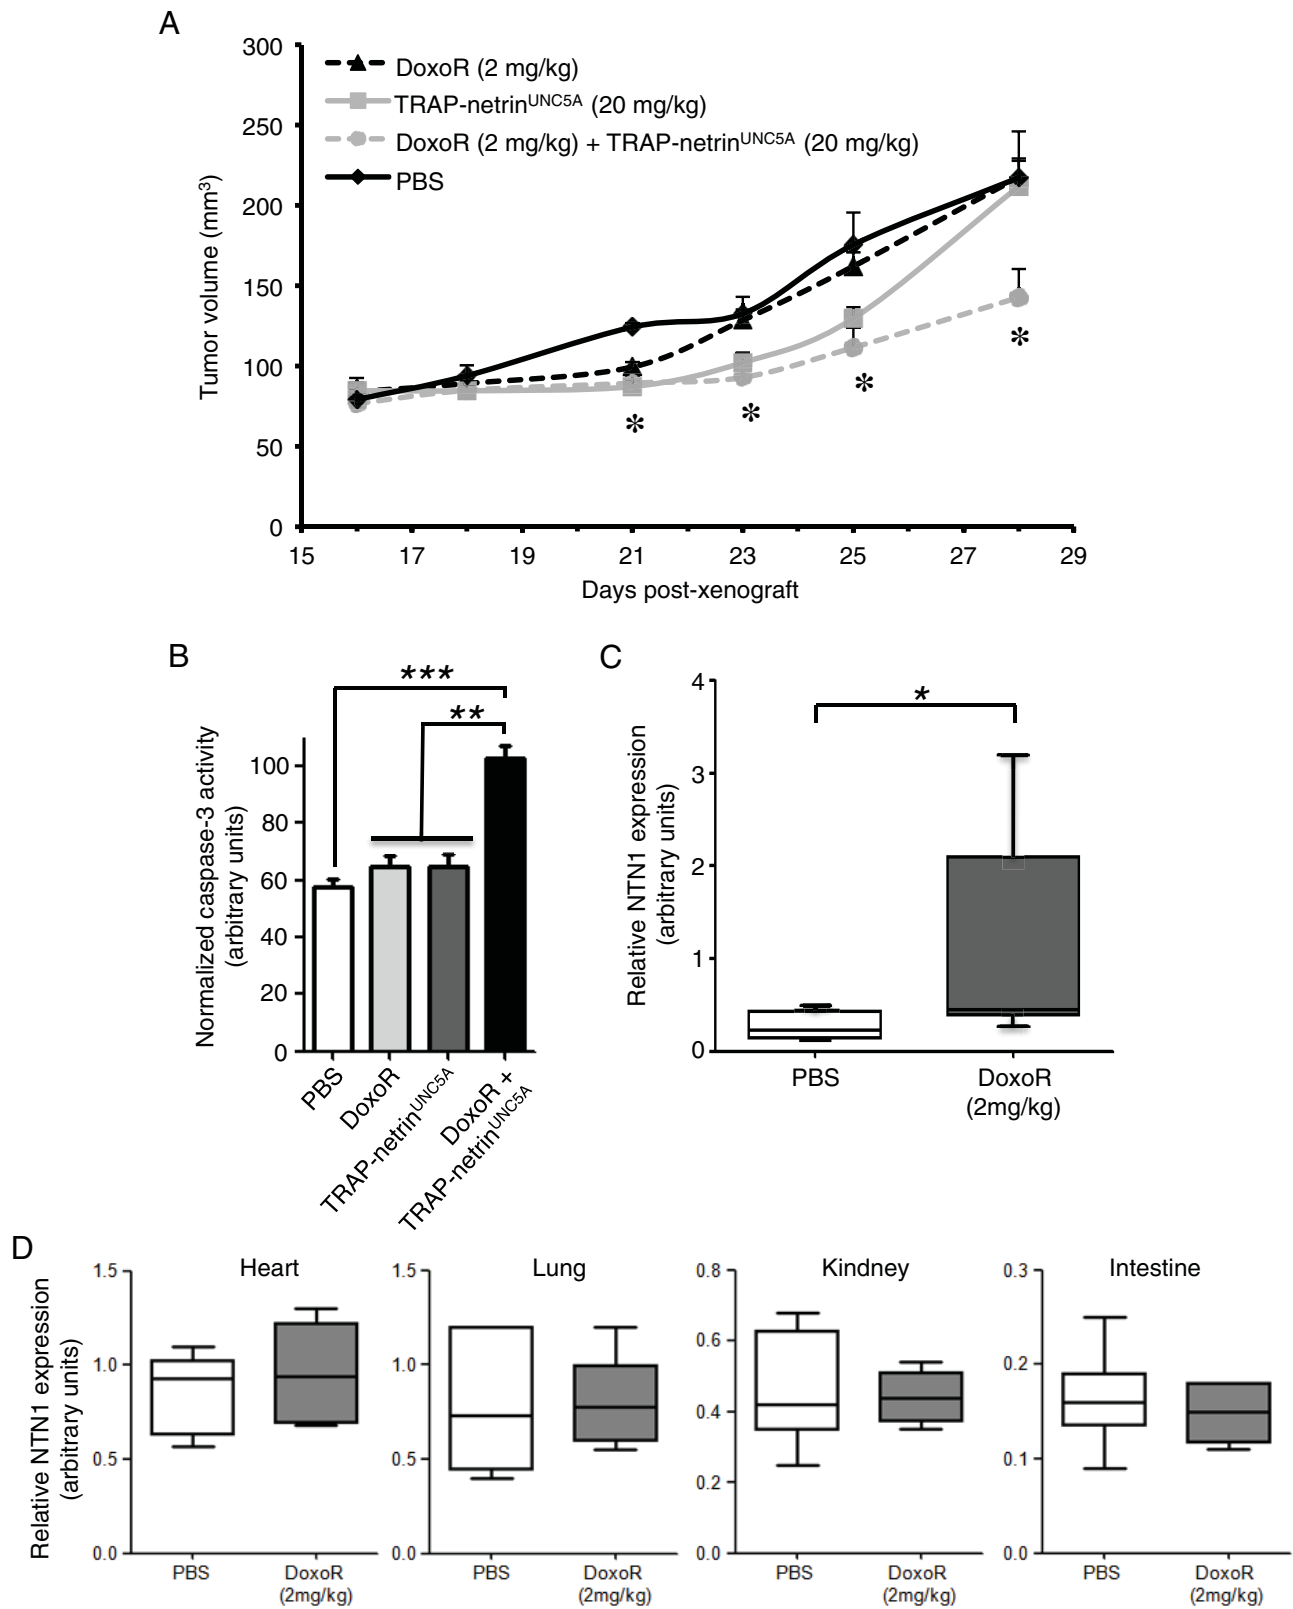 A
300
250
200
150
100
50
0
Tumor volume (mm³)
DoxoR (2 mg/kg)
TRAP-netrinUNC5A (20 mg/kg)
DoxoR (2 mg/kg) + TRAP-netrinUNC5A (20 mg/kg)
PBS
* * * *
15 17 19 21 23 25 27 29
Days post-xenograft
B
***
**
Normalized caspase-3 activity
(arbitrary units)
100
80
60
40
20
0
PBS
DoxoR
TRAP-netrinUNC5A
DoxoR +
TRAP-netrinUNC5A
C
*
Relative NTN1 expression
(arbitrary units)
4
3
2
1
0
PBS
DoxoR
(2mg/kg)
D
Relative NTN1 expression
(arbitrary units)
Heart
1.5
1.0
0.5
0.0
PBS
DoxoR
(2mg/kg)
Lung
1.5
1.0
0.5
0.0
PBS
DoxoR
(2mg/kg)
Kindney
0.8
0.6
0.4
0.2
0.0
PBS
DoxoR
(2mg/kg)
Intestine
0.3
0.2
0.1
0.0
PBS
DoxoR
(2mg/kg)